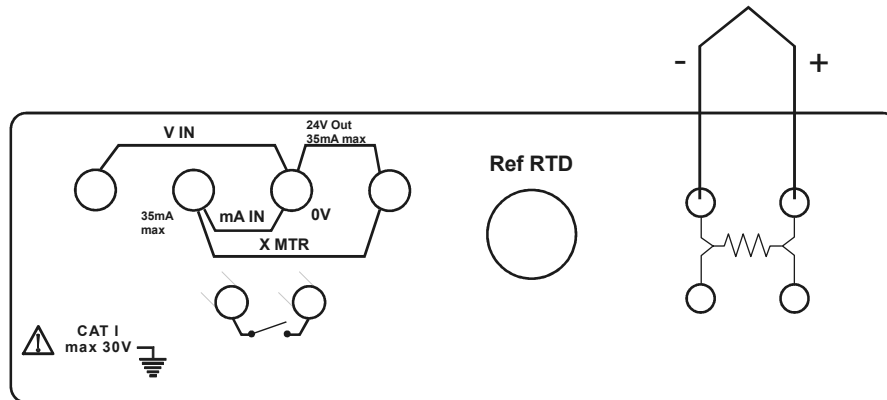 - +
V IN
24V Out
35mA max
Ref RTD
35mA
max
mA IN
0V
X MTR
CAT I
max 30V